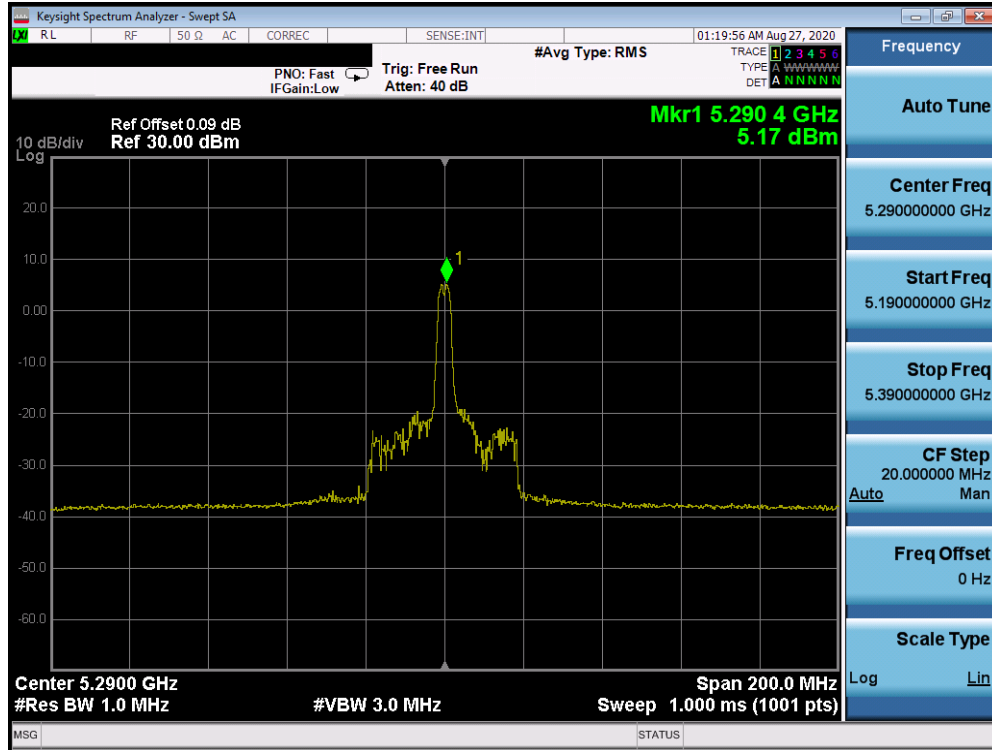 Keysight Spectrum Analyzer - Swept SA
LXI RL RF 50 Ω AC CORREC SENSE:INT 01:19:56 AM Aug 27, 2020
PNO: Fast
IFGain:Low
Trig: Free Run
Atten: 40 dB
#Avg Type: RMS
TRACE 1 2 3 4 5 6
TYPE A WWWWW
DET A N N N N N
Mkr1 5.290 4 GHz
5.17 dBm
10 dB/div
Log
Ref Offset 0.09 dB
Ref 30.00 dBm
1
20.0
10.0
0.00
-10.0
-20.0
-30.0
-40.0
-50.0
-60.0
Center 5.2900 GHz
#Res BW 1.0 MHz
#VBW 3.0 MHz
Span 200.0 MHz
Sweep 1.000 ms (1001 pts)
MSG
STATUS
Frequency
Auto Tune
Center Freq
5.290000000 GHz
Start Freq
5.190000000 GHz
Stop Freq
5.390000000 GHz
CF Step
20.000000 MHz
Auto Man
Freq Offset
0 Hz
Scale Type
Log Lin